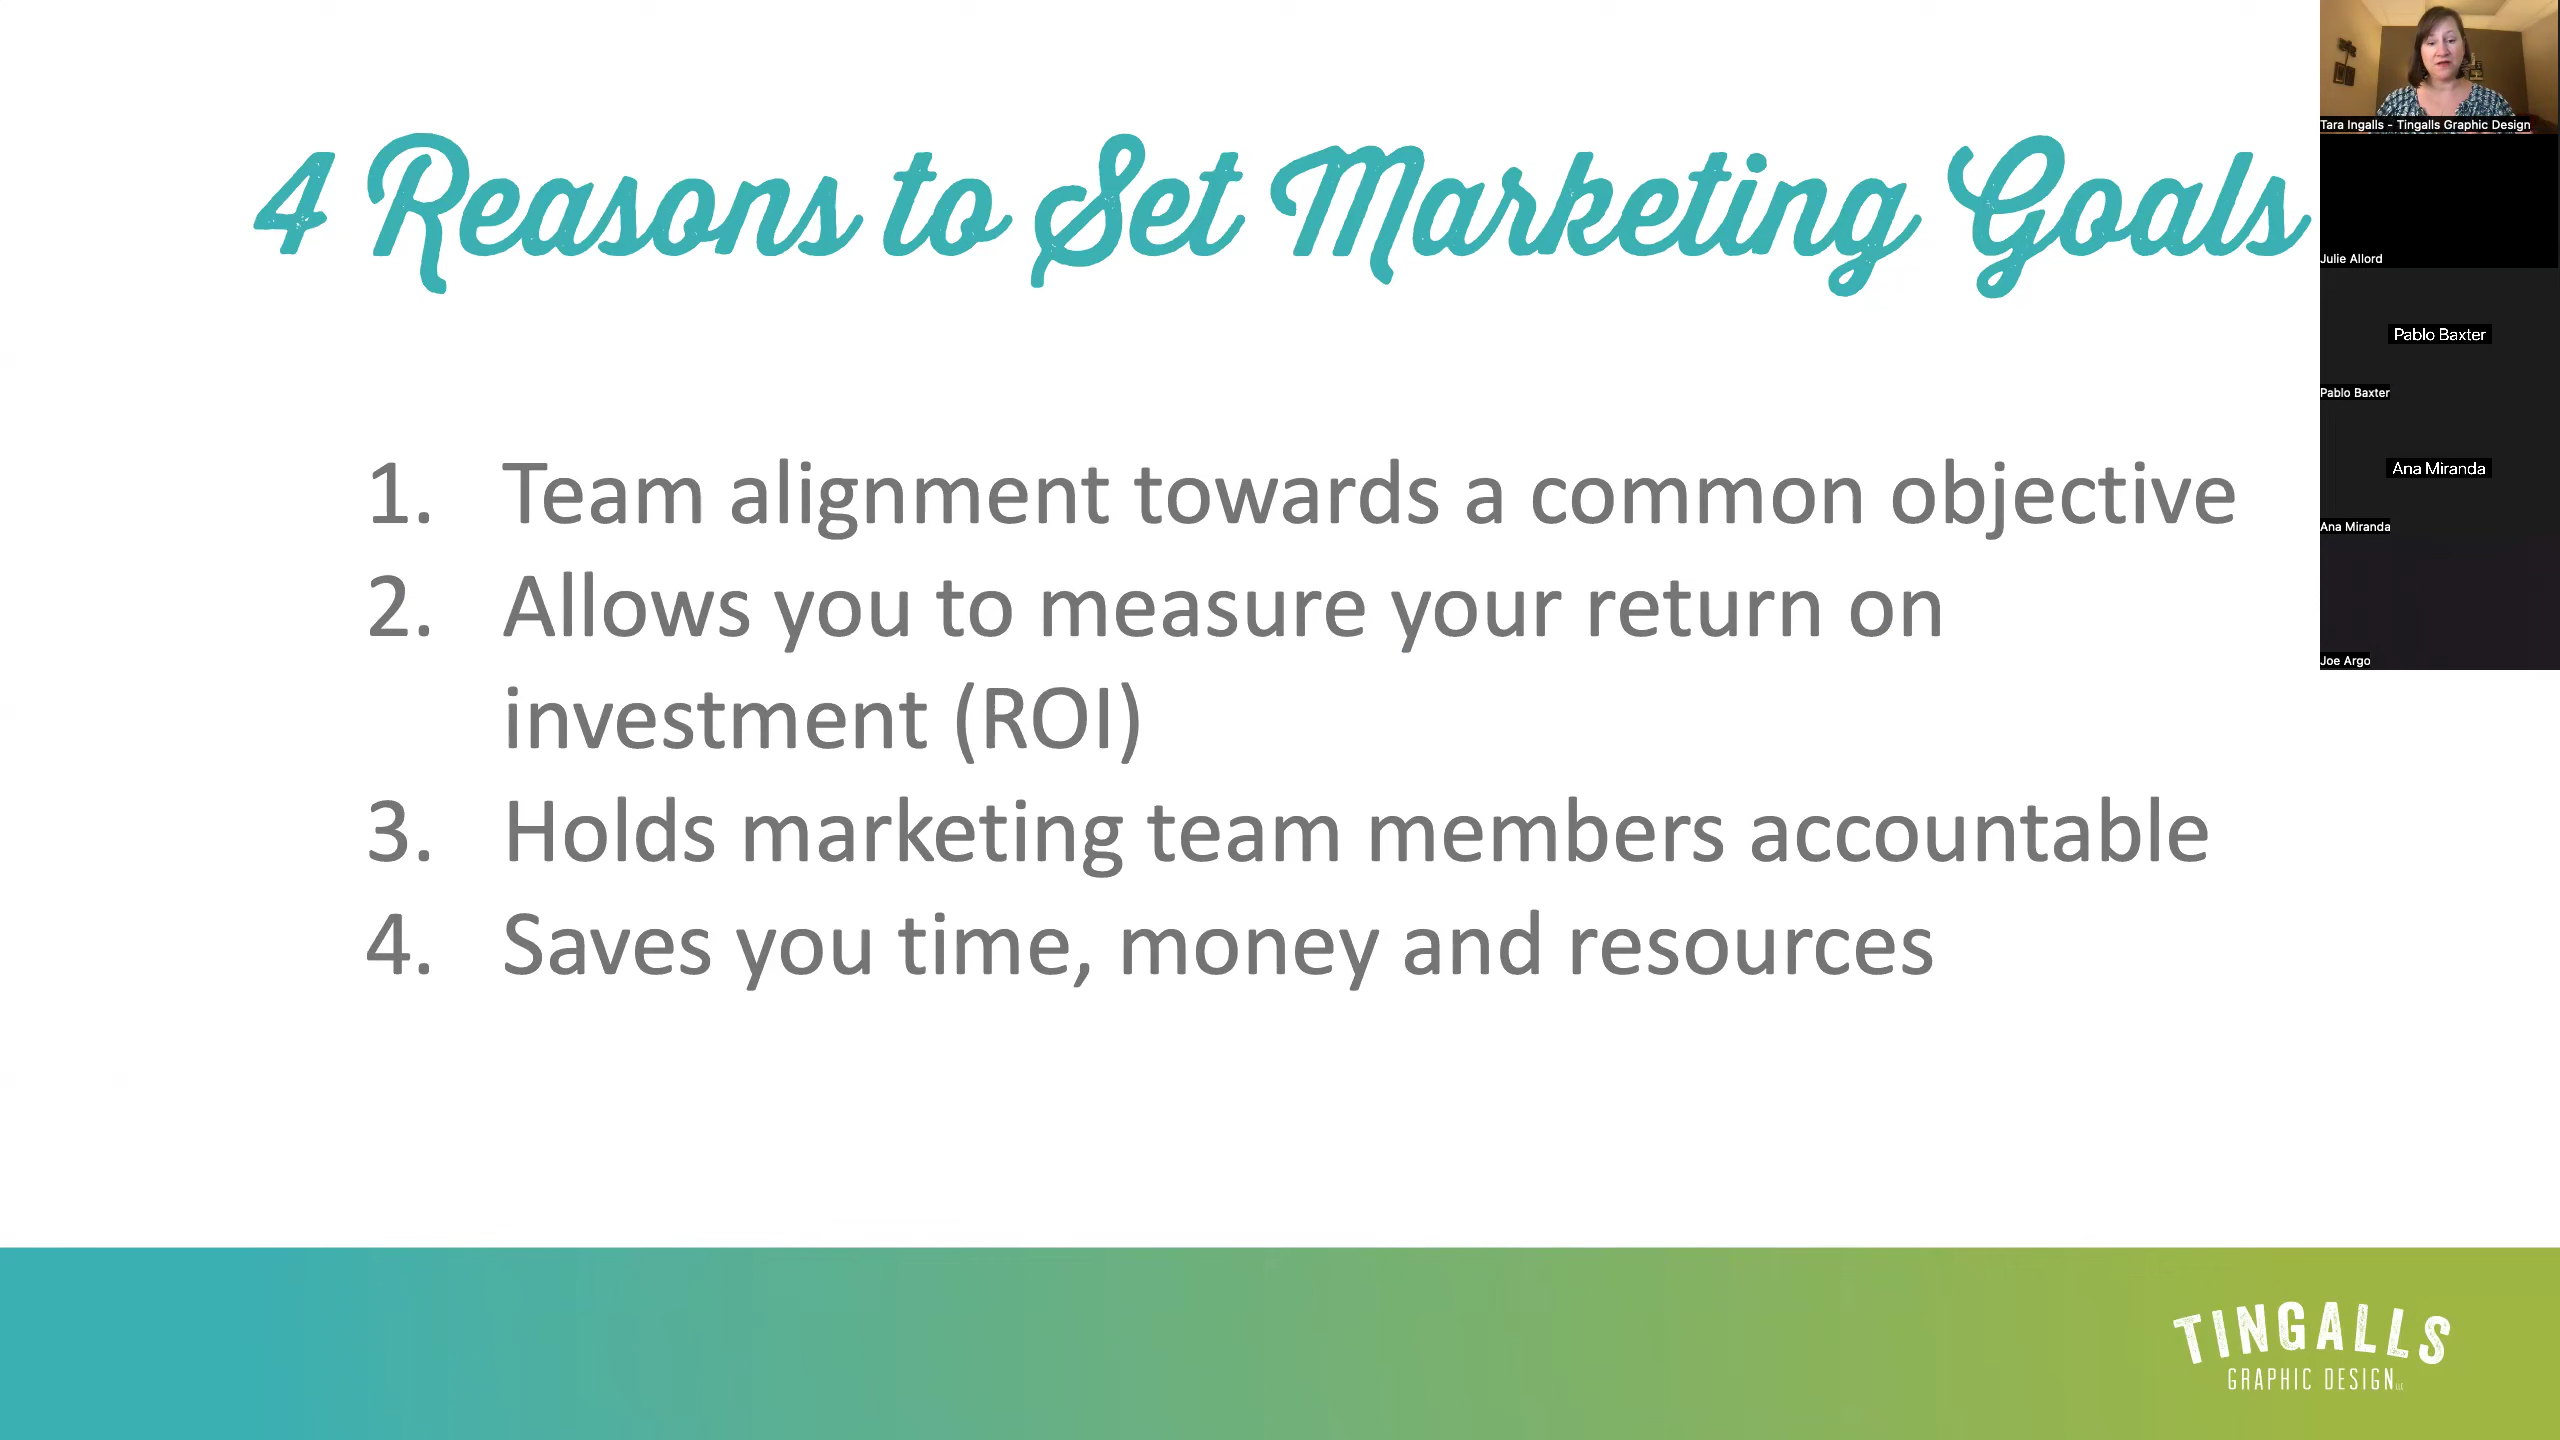 4 Reasons to Set Marketing Goals
1. Team alignment towards a common objective
2. Allows you to measure your return on
investment (ROI)
3. Holds marketing team members accountable
4. Saves you time, money and resources
Tara Ingalls - Tingalls Graphic Design
Julie Allord
Pablo Baxter
Pablo Baxter
Ana Miranda
Ana Miranda
Joe Argo
TINGALLS
GRAPHIC DESIGN LLC